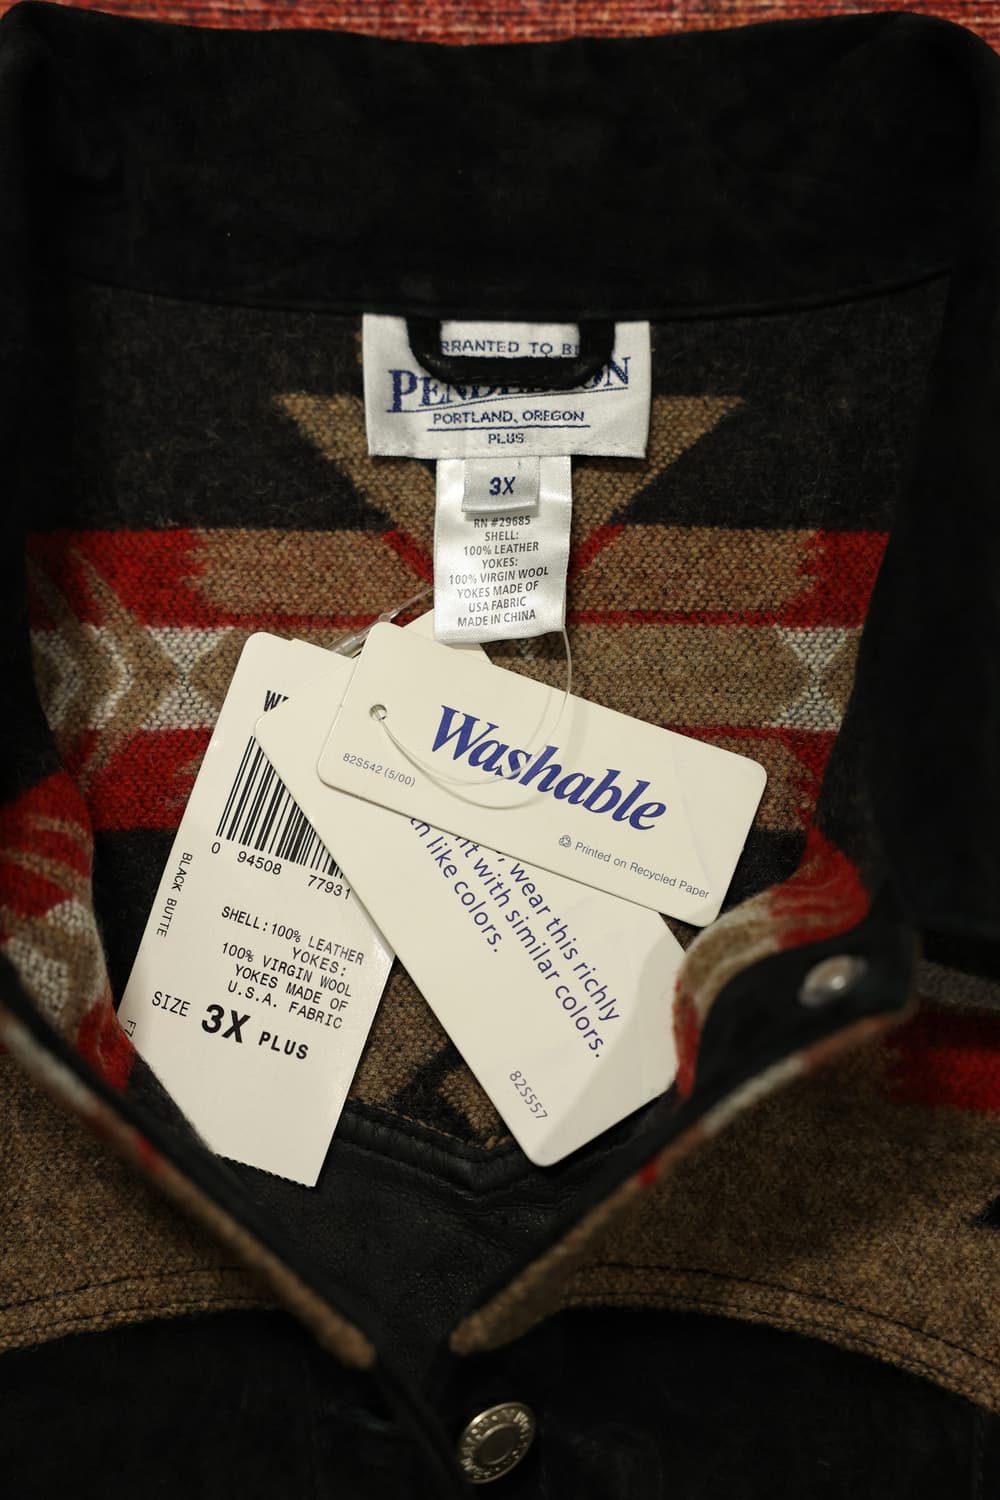 RRANTED TO BE
PENDLETON
PORTLAND, OREGON
PLUS
3X
RN #29685
SHELL:
100% LEATHER
YOKES:
100% VIRGIN WOOL
YOKES MADE OF
USA FABRIC
MADE IN CHINA
Washable
82S542 (5/00)
Printed on Recycled Paper
wear this richly
with similar colors.
like colors.
82S557
0 94508 77931
BLACK BUTTE
SHELL:100% LEATHER
YOKES:
100% VIRGIN WOOL
YOKES MADE OF
U.S.A. FABRIC
SIZE 3X PLUS